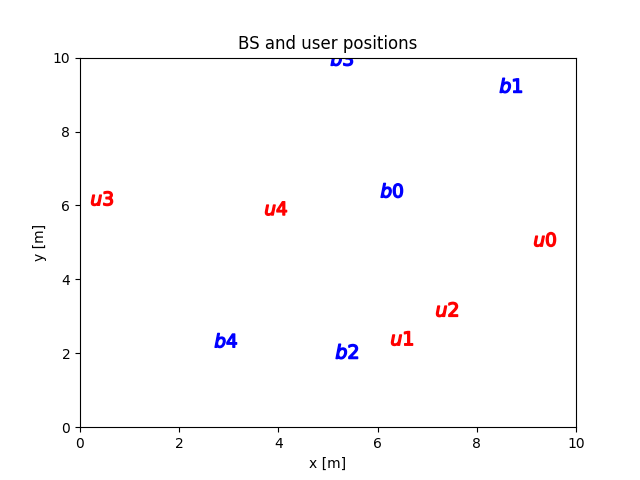 BS and user positions
10
8
6
4
2
0
y [m]
b3
b1
b0
u3
u4
u0
u2
u1
b4
b2
0 2 4 6 8 10
x [m]